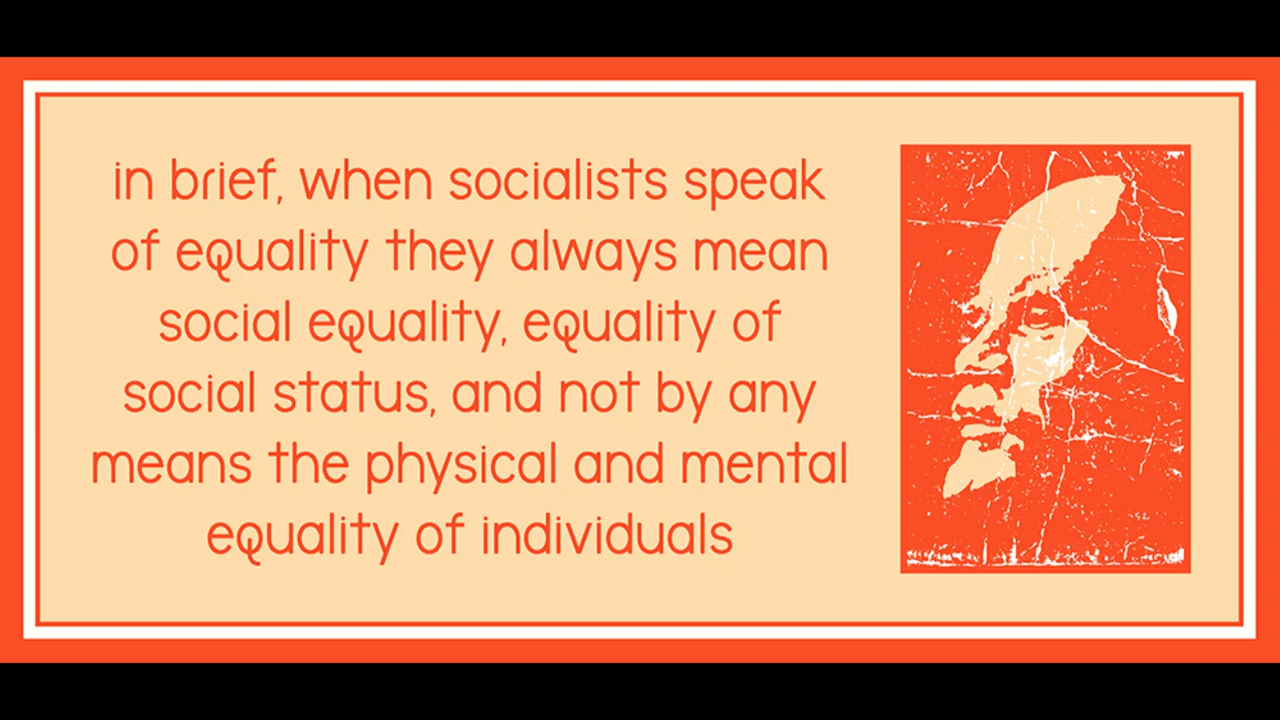 in brief, when socialists speak
of equality they always mean
social equality, equality of
social status, and not by any
means the physical and mental
equality of individuals